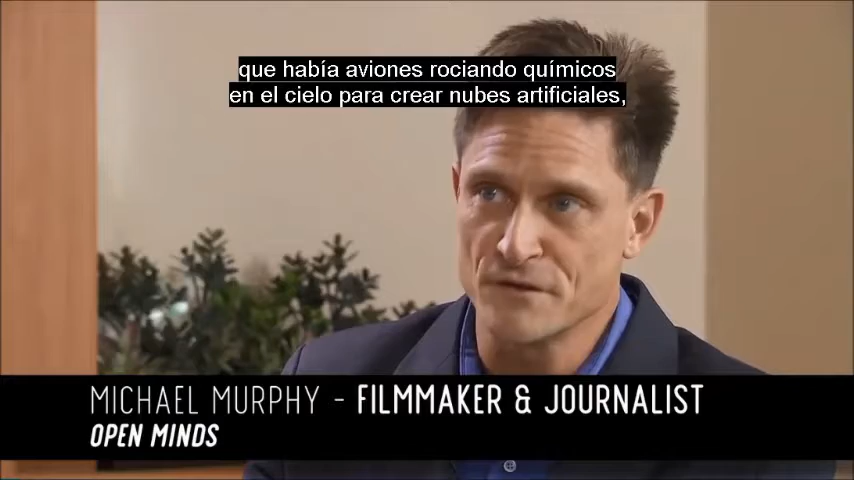 que había aviones rociando químicos
en el cielo para crear nubes artificiales,
MICHAEL MURPHY - FILMMAKER & JOURNALIST
OPEN MINDS